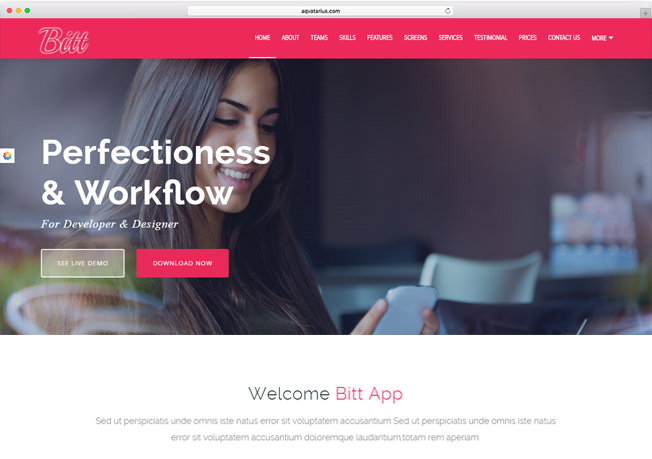 aqvatarius.com
Bitt
HOME ABOUT TEAMS SKILLS FEATURES SCREENS SERVICES TESTIMONIAL PRICES CONTACT US MORE
Perfectioness
& Workflow
For Developer & Designer
SEE LIVE DEMO DOWNLOAD NOW
Welcome Bitt App
Sed ut perspiciatis unde omnis iste natus error sit voluptatem accusantium Sed ut perspiciatis unde omnis iste natus
error sit voluptatem accusantium doloremque laudantium,totam rem aperiam.